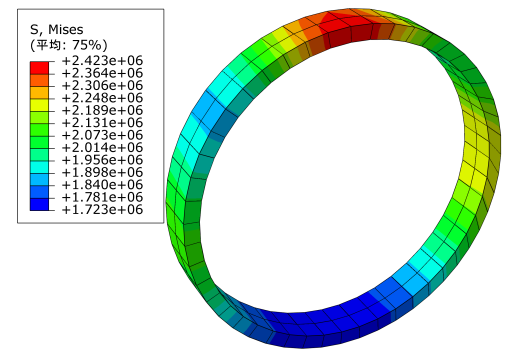 S, Mises
(平均: 75%)
+2.423e+06
+2.364e+06
+2.306e+06
+2.248e+06
+2.189e+06
+2.131e+06
+2.073e+06
+2.014e+06
+1.956e+06
+1.898e+06
+1.840e+06
+1.781e+06
+1.723e+06